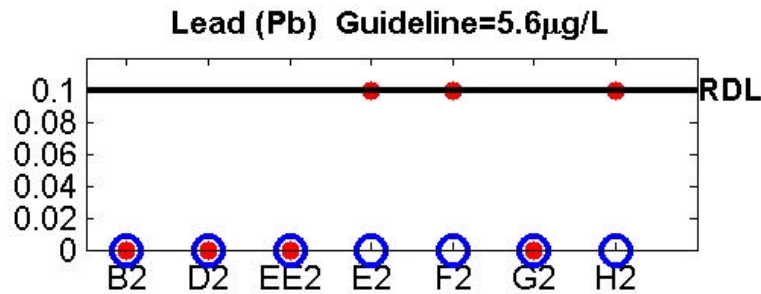 Lead (Pb) Guideline=5.6μg/L
0.1
RDL
0.08
0.06
0.04
0.02
0
B2 D2 EE2 E2 F2 G2 H2